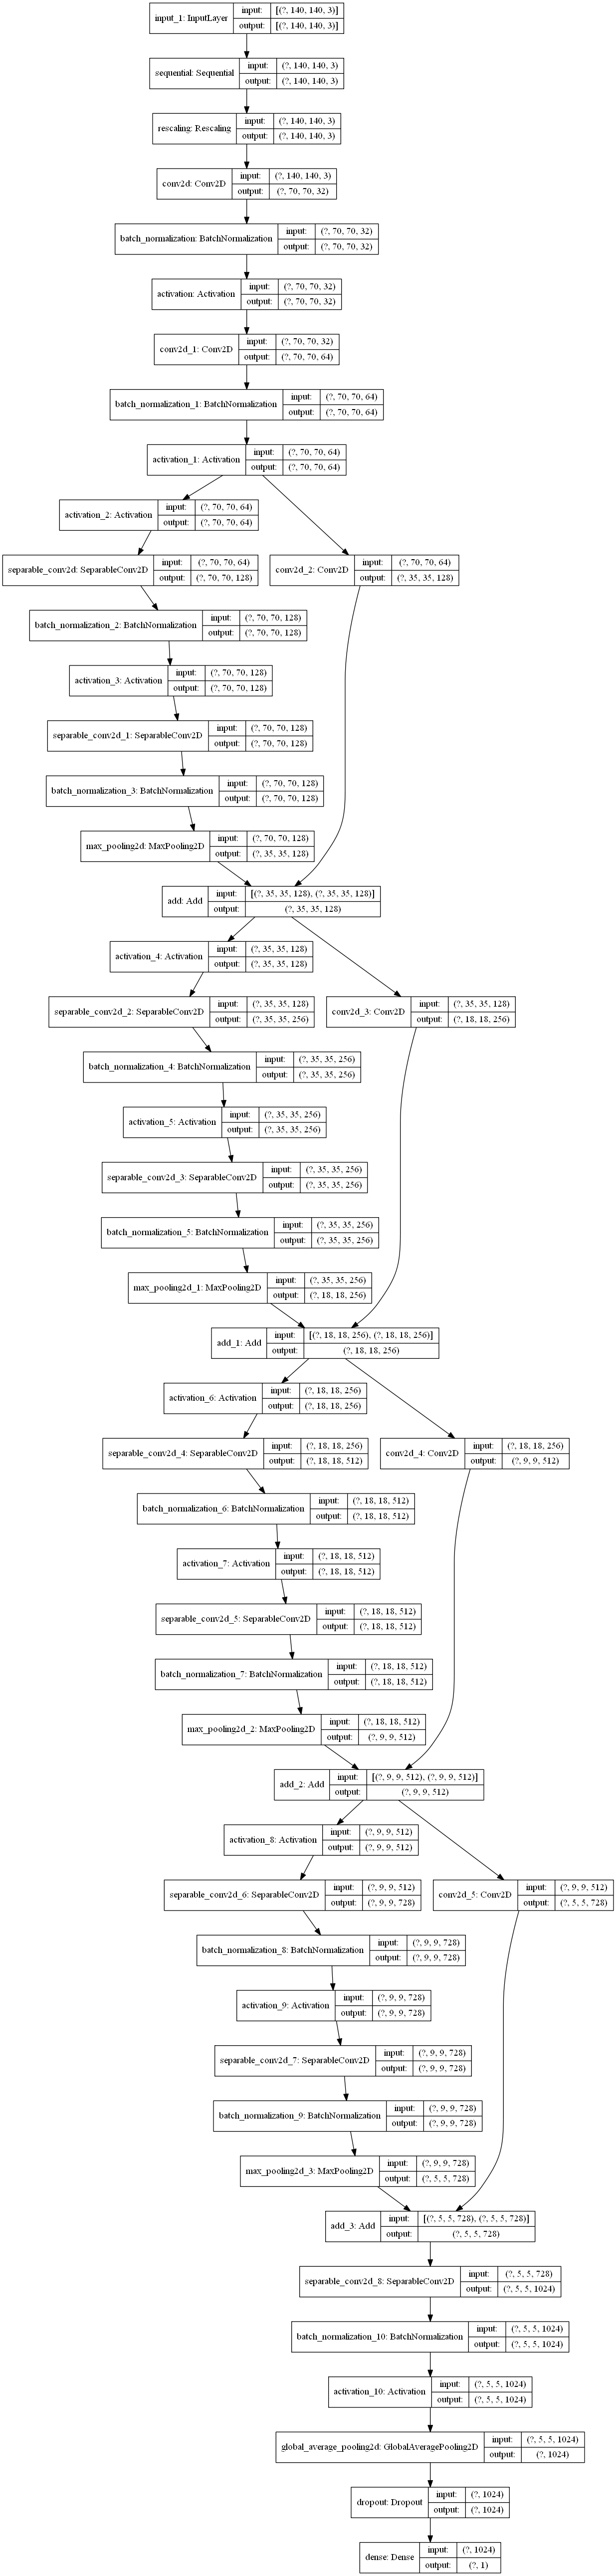 input_1: InputLayer
input: [(?, 140, 140, 3)]
output: [(?, 140, 140, 3)]
sequential: Sequential
input: (?, 140, 140, 3)
output: (?, 140, 140, 3)
rescaling: Rescaling
input: (?, 140, 140, 3)
output: (?, 140, 140, 3)
conv2d: Conv2D
input: (?, 140, 140, 3)
output: (?, 70, 70, 32)
batch_normalization: BatchNormalization
input: (?, 70, 70, 32)
output: (?, 70, 70, 32)
activation: Activation
input: (?, 70, 70, 32)
output: (?, 70, 70, 32)
conv2d_1: Conv2D
input: (?, 70, 70, 32)
output: (?, 70, 70, 64)
batch_normalization_1: BatchNormalization
input: (?, 70, 70, 64)
output: (?, 70, 70, 64)
activation_1: Activation
input: (?, 70, 70, 64)
output: (?, 70, 70, 64)
activation_2: Activation
input: (?, 70, 70, 64)
output: (?, 70, 70, 64)
separable_conv2d: SeparableConv2D
input: (?, 70, 70, 64)
output: (?, 70, 70, 128)
conv2d_2: Conv2D
input: (?, 70, 70, 64)
output: (?, 35, 35, 128)
batch_normalization_2: BatchNormalization
input: (?, 70, 70, 128)
output: (?, 70, 70, 128)
activation_3: Activation
input: (?, 70, 70, 128)
output: (?, 70, 70, 128)
separable_conv2d_1: SeparableConv2D
input: (?, 70, 70, 128)
output: (?, 70, 70, 128)
batch_normalization_3: BatchNormalization
input: (?, 70, 70, 128)
output: (?, 70, 70, 128)
max_pooling2d: MaxPooling2D
input: (?, 70, 70, 128)
output: (?, 35, 35, 128)
add: Add
input: [(?, 35, 35, 128), (?, 35, 35, 128)]
output: (?, 35, 35, 128)
activation_4: Activation
input: (?, 35, 35, 128)
output: (?, 35, 35, 128)
separable_conv2d_2: SeparableConv2D
input: (?, 35, 35, 128)
output: (?, 35, 35, 256)
conv2d_3: Conv2D
input: (?, 35, 35, 128)
output: (?, 18, 18, 256)
batch_normalization_4: BatchNormalization
input: (?, 35, 35, 256)
output: (?, 35, 35, 256)
activation_5: Activation
input: (?, 35, 35, 256)
output: (?, 35, 35, 256)
separable_conv2d_3: SeparableConv2D
input: (?, 35, 35, 256)
output: (?, 35, 35, 256)
batch_normalization_5: BatchNormalization
input: (?, 35, 35, 256)
output: (?, 35, 35, 256)
max_pooling2d_1: MaxPooling2D
input: (?, 35, 35, 256)
output: (?, 18, 18, 256)
add_1: Add
input: [(?, 18, 18, 256), (?, 18, 18, 256)]
output: (?, 18, 18, 256)
activation_6: Activation
input: (?, 18, 18, 256)
output: (?, 18, 18, 256)
separable_conv2d_4: SeparableConv2D
input: (?, 18, 18, 256)
output: (?, 18, 18, 512)
conv2d_4: Conv2D
input: (?, 18, 18, 256)
output: (?, 9, 9, 512)
batch_normalization_6: BatchNormalization
input: (?, 18, 18, 512)
output: (?, 18, 18, 512)
activation_7: Activation
input: (?, 18, 18, 512)
output: (?, 18, 18, 512)
separable_conv2d_5: SeparableConv2D
input: (?, 18, 18, 512)
output: (?, 18, 18, 512)
batch_normalization_7: BatchNormalization
input: (?, 18, 18, 512)
output: (?, 18, 18, 512)
max_pooling2d_2: MaxPooling2D
input: (?, 18, 18, 512)
output: (?, 9, 9, 512)
add_2: Add
input: [(?, 9, 9, 512), (?, 9, 9, 512)]
output: (?, 9, 9, 512)
activation_8: Activation
input: (?, 9, 9, 512)
output: (?, 9, 9, 512)
separable_conv2d_6: SeparableConv2D
input: (?, 9, 9, 512)
output: (?, 9, 9, 728)
conv2d_5: Conv2D
input: (?, 9, 9, 512)
output: (?, 5, 5, 728)
batch_normalization_8: BatchNormalization
input: (?, 9, 9, 728)
output: (?, 9, 9, 728)
activation_9: Activation
input: (?, 9, 9, 728)
output: (?, 9, 9, 728)
separable_conv2d_7: SeparableConv2D
input: (?, 9, 9, 728)
output: (?, 9, 9, 728)
batch_normalization_9: BatchNormalization
input: (?, 9, 9, 728)
output: (?, 9, 9, 728)
max_pooling2d_3: MaxPooling2D
input: (?, 9, 9, 728)
output: (?, 5, 5, 728)
add_3: Add
input: [(?, 5, 5, 728), (?, 5, 5, 728)]
output: (?, 5, 5, 728)
separable_conv2d_8: SeparableConv2D
input: (?, 5, 5, 728)
output: (?, 5, 5, 1024)
batch_normalization_10: BatchNormalization
input: (?, 5, 5, 1024)
output: (?, 5, 5, 1024)
activation_10: Activation
input: (?, 5, 5, 1024)
output: (?, 5, 5, 1024)
global_average_pooling2d: GlobalAveragePooling2D
input: (?, 5, 5, 1024)
output: (?, 1024)
dropout: Dropout
input: (?, 1024)
output: (?, 1024)
dense: Dense
input: (?, 1024)
output: (?, 1)